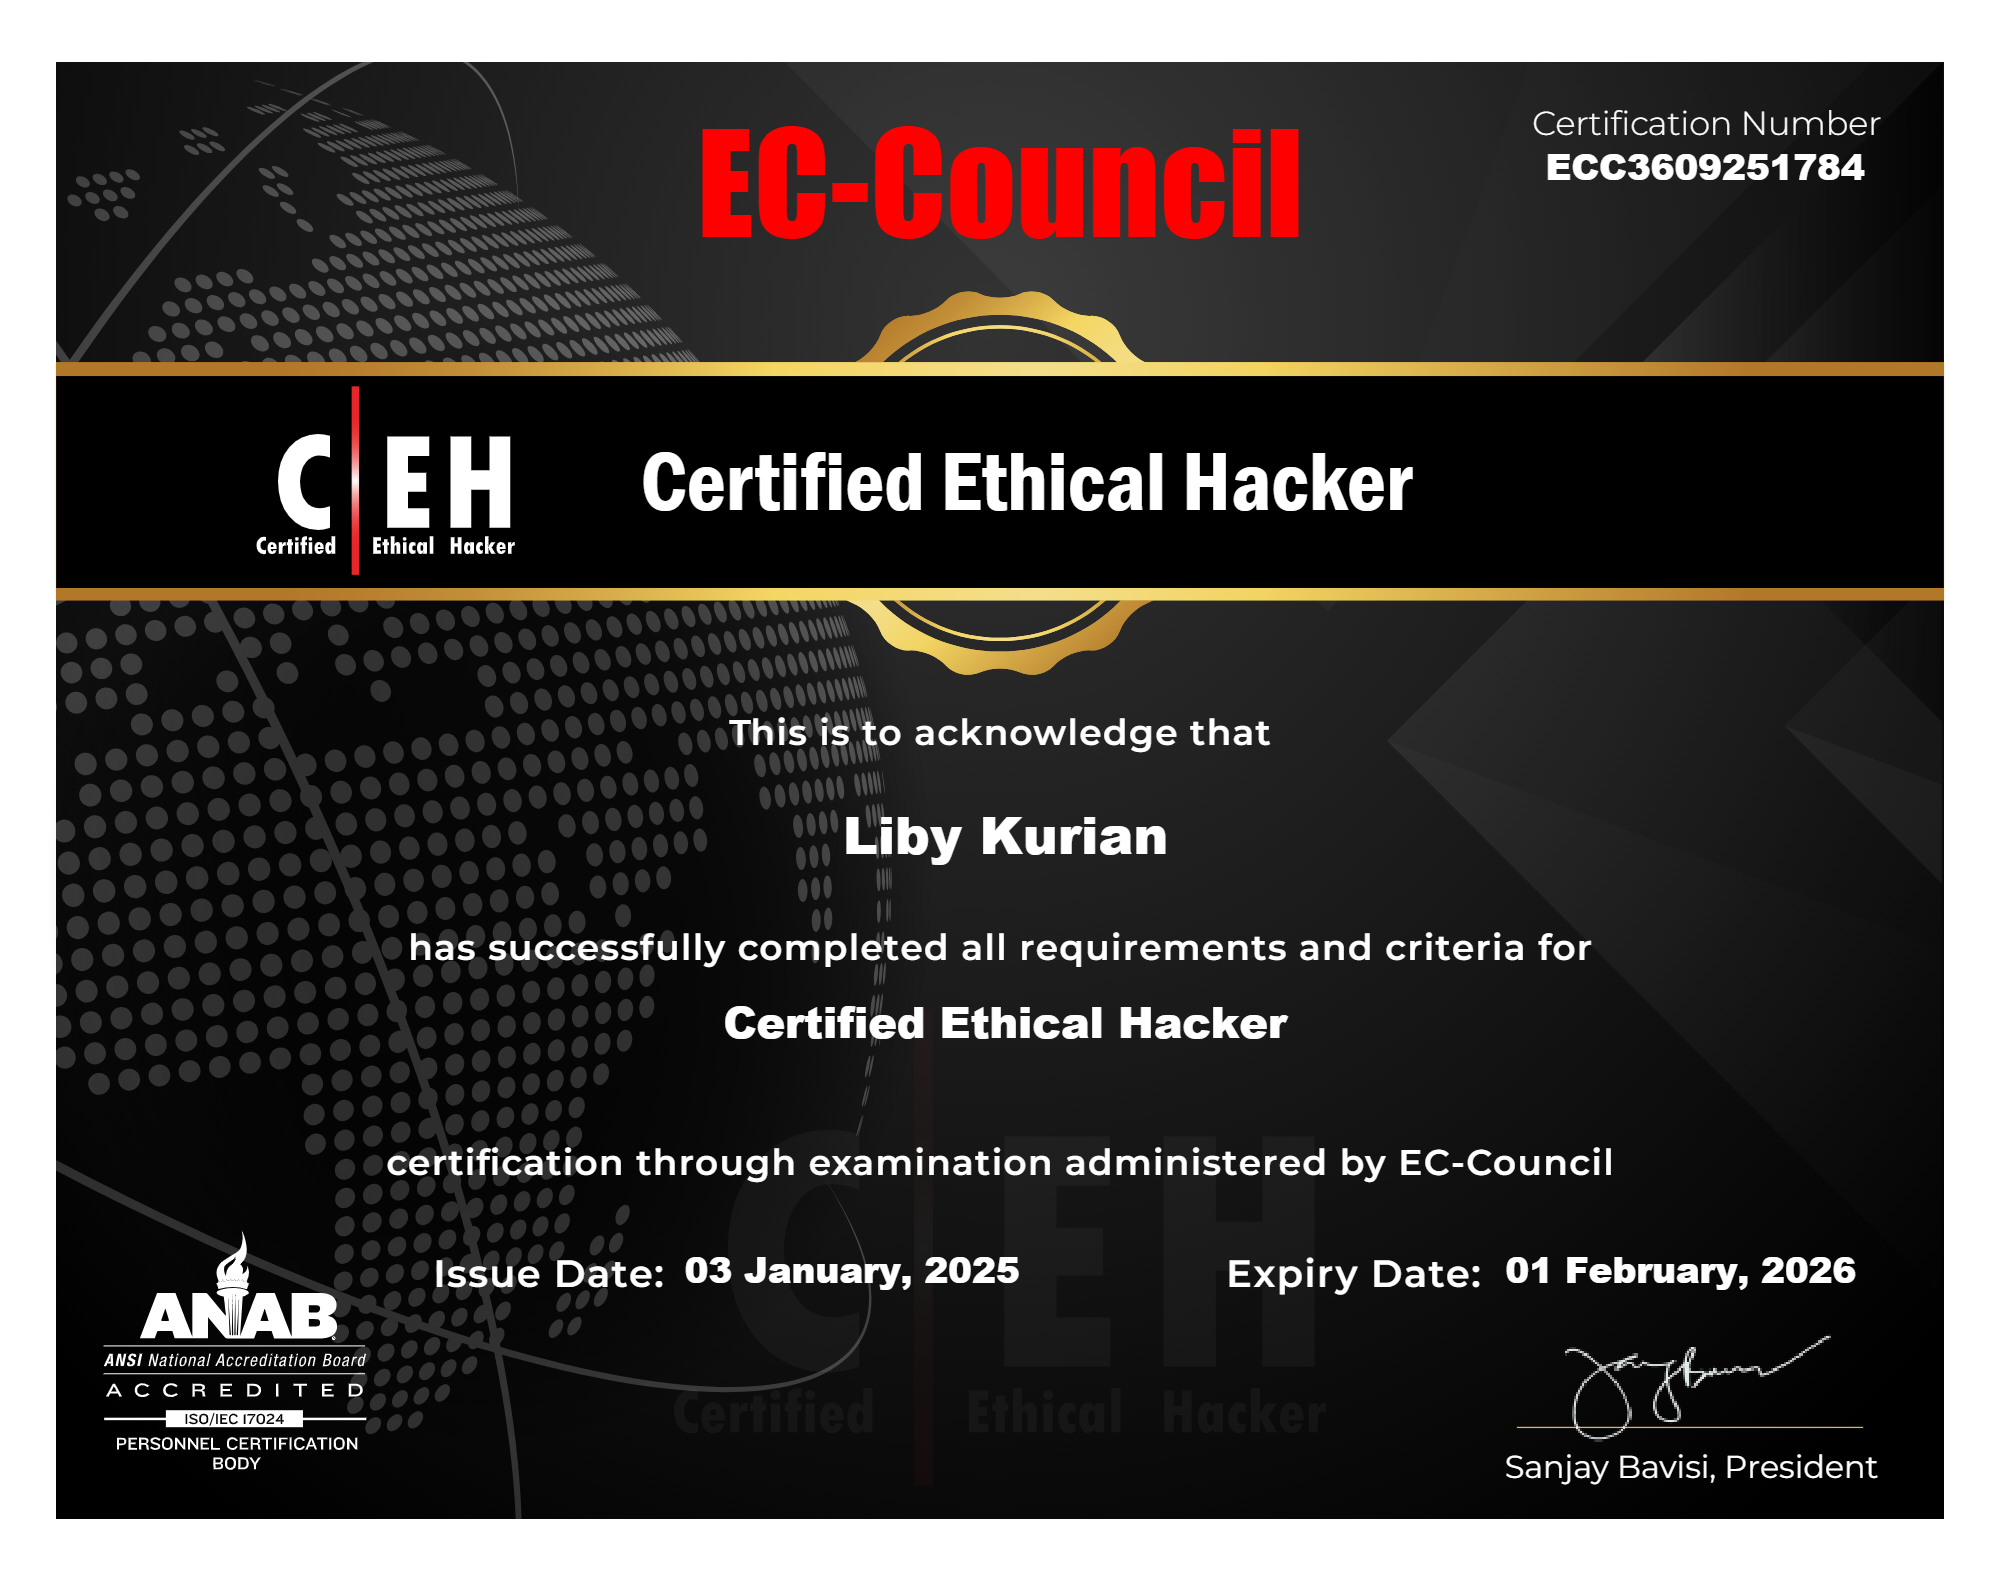 EC-Council
Certification Number
ECC3609251784
C EH
Certified Ethical Hacker
Certified Ethical Hacker
This is to acknowledge that
Liby Kurian
has successfully completed all requirements and criteria for
Certified Ethical Hacker
certification through examination administered by EC-Council
C EH
Certified Ethical Hacker
Issue Date: 03 January, 2025
Expiry Date: 01 February, 2026
ANAB
ANSI National Accreditation Board
ACCREDITED
ISO/IEC 17024
PERSONNEL CERTIFICATION
BODY
Sanjay Bavisi, President